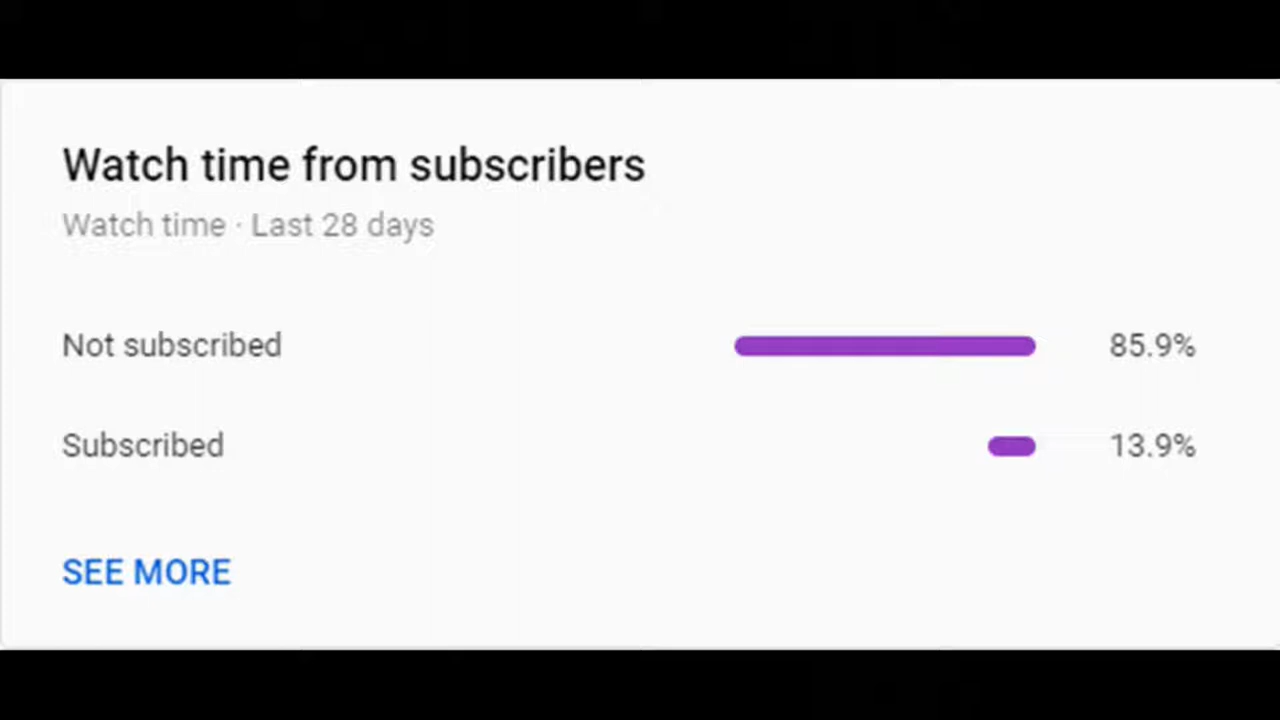 Watch time from subscribers
Watch time · Last 28 days
Not subscribed 85.9%
Subscribed 13.9%
SEE MORE